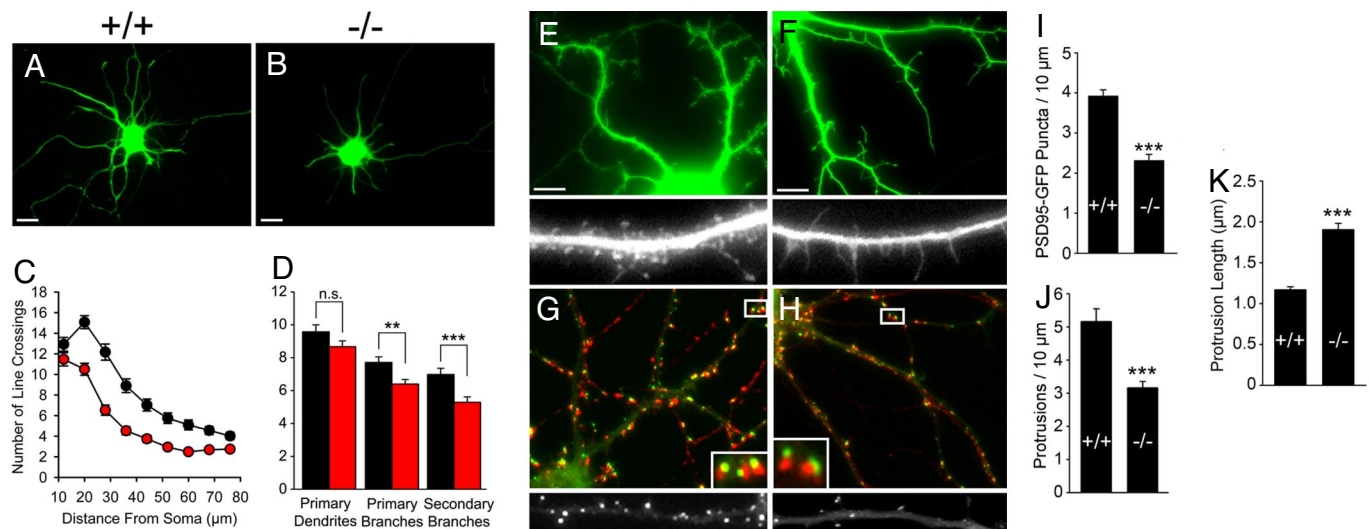 +/+
-/-
A
B
C
Number of Line Crossings
18
16
14
12
10
8
6
4
2
0
10 20 30 40 50 60 70 80
Distance From Soma (µm)
D
12
10
8
6
4
2
0
n.s.
**
***
Primary Dendrites
Primary Branches
Secondary Branches
E
F
G
H
I
PSD95-GFP Puncta / 10 µm
5
4
3
2
1
0
+/+
***
-/-
J
Protrusions / 10 µm
6
5
4
3
2
1
0
+/+
***
-/-
K
Protrusion Length (µm)
2.5
2.0
1.5
1.0
0.5
0
+/+
***
-/-